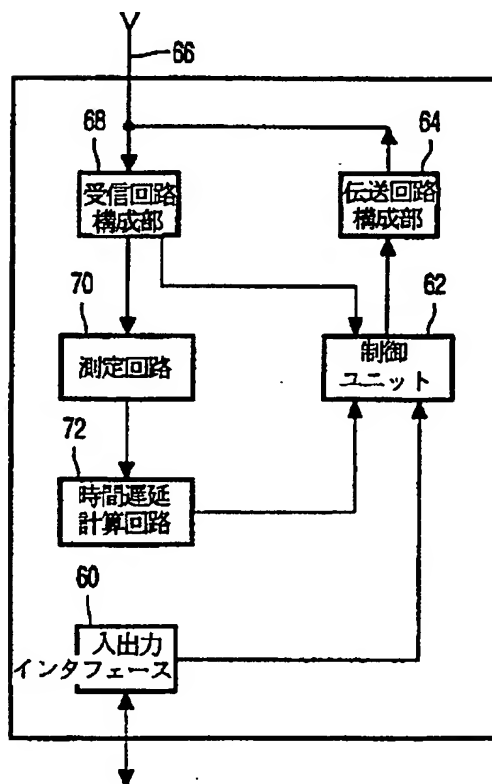 66
68
受信回路
構成部
64
伝送回路
構成部
70
測定回路
62
制御
ユニット
72
時間遅延
計算回路
60
入出力
インタフェース